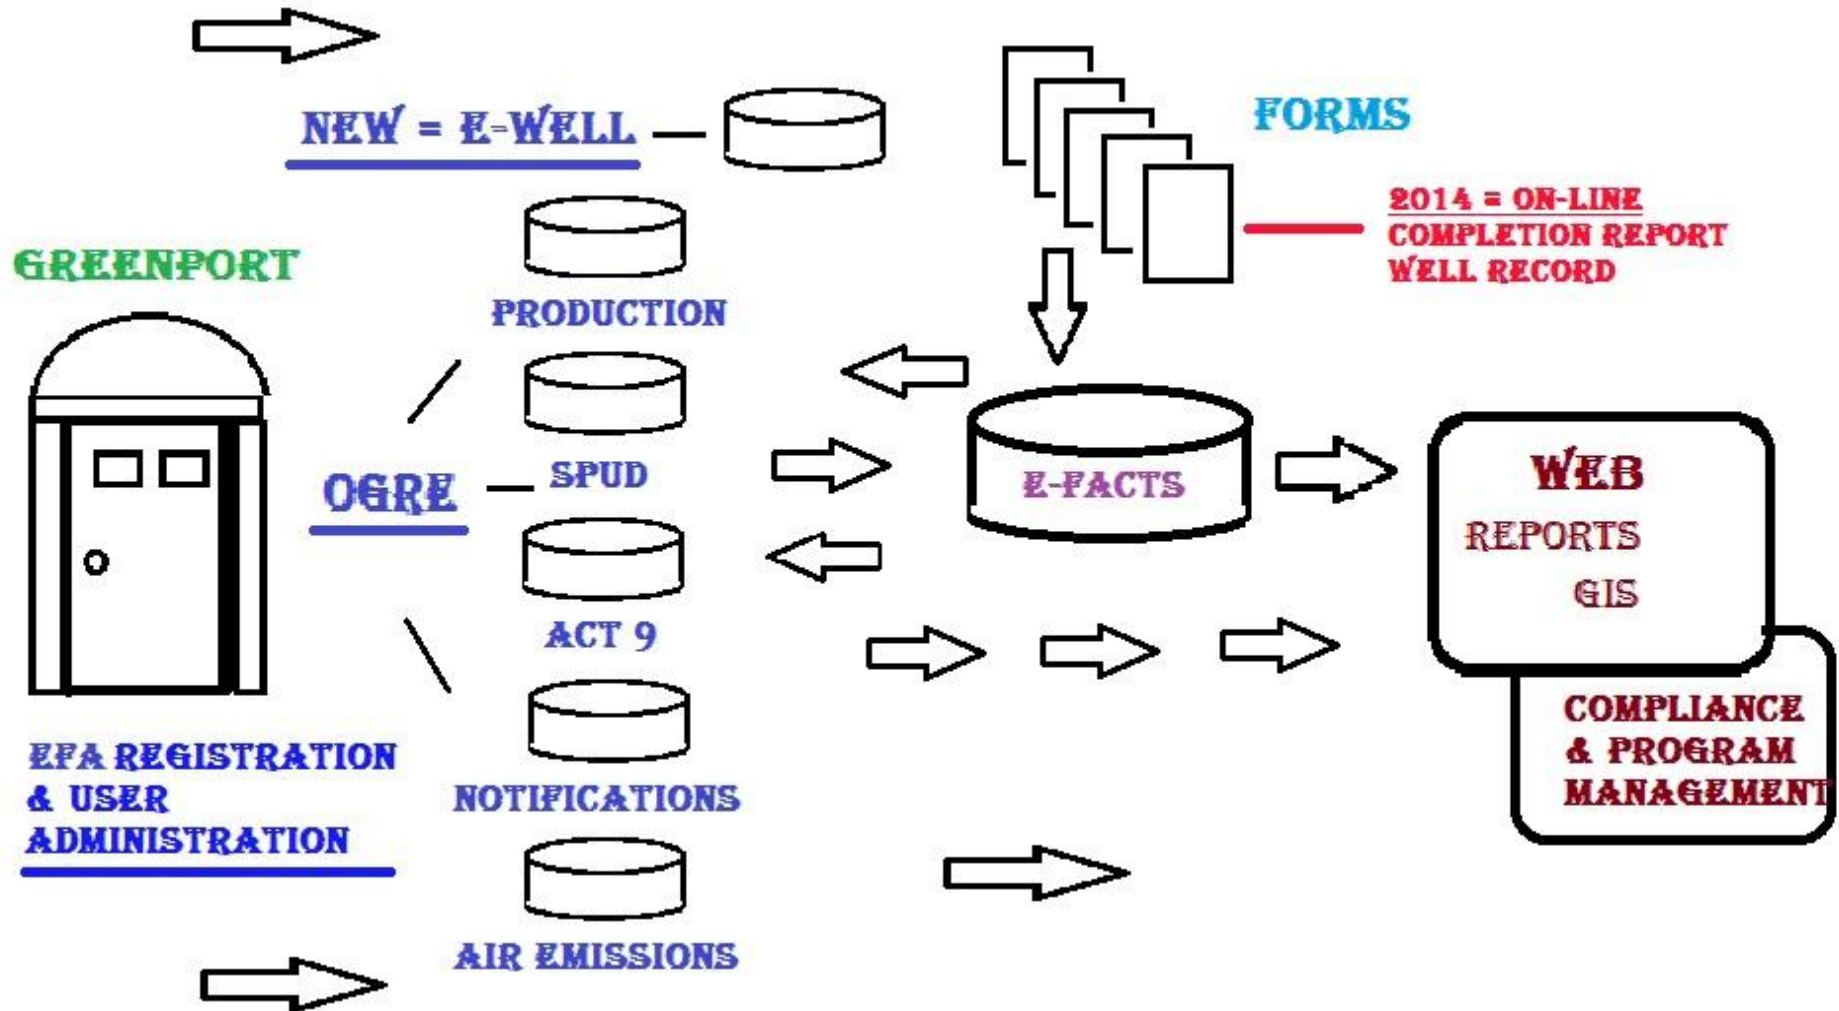 NEW = E-WELL
FORMS
2014 = ON-LINE
COMPLETION REPORT
WELL RECORD
GREENPORT
PRODUCTION
OGRE
SPUD
E-FACTS
WEB
REPORTS
GIS
ACT 9
COMPLIANCE
& PROGRAM
MANAGEMENT
EFA REGISTRATION
& USER
ADMINISTRATION
NOTIFICATIONS
AIR EMISSIONS